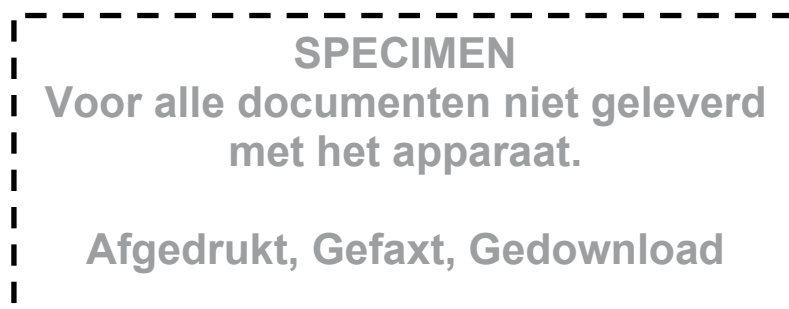 SPECIMEN
Voor alle documenten niet geleverd
met het apparaat.
Afgedrukt, Gefaxt, Gedownload